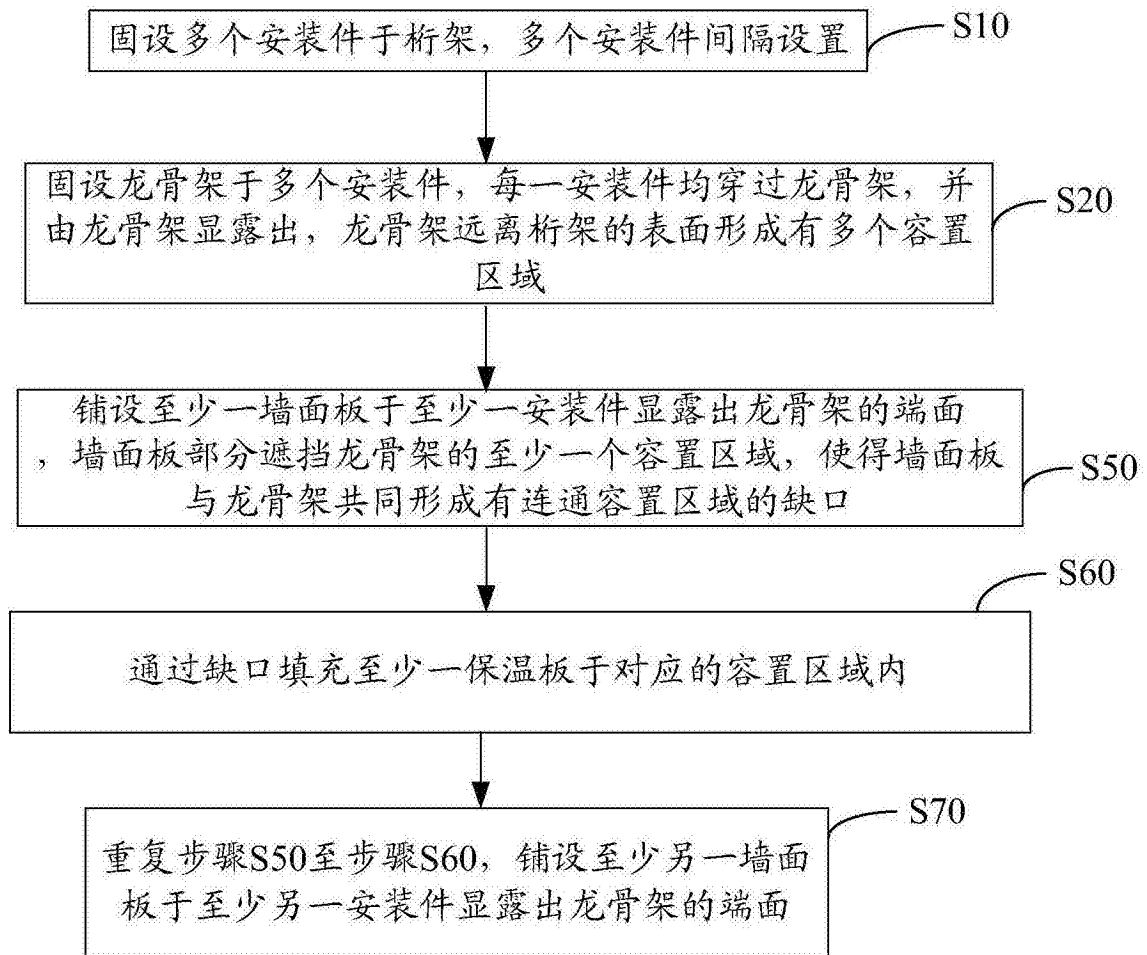 固设多个安装件于桁架，多个安装件间隔设置
S10
固设龙骨架于多个安装件，每一安装件均穿过龙骨架，并
由龙骨架显露出，龙骨架远离桁架的表面形成有多个容置
区域
S20
铺设至少一墙面板于至少一安装件显露出龙骨架的端面
，墙面板部分遮挡龙骨架的至少一个容置区域，使得墙面板
与龙骨架共同形成有连通容置区域的缺口
S50
S60
通过缺口填充至少一保温板于对应的容置区域内
S70
重复步骤S50至步骤S60，铺设至少另一墙面
板于至少另一安装件显露出龙骨架的端面